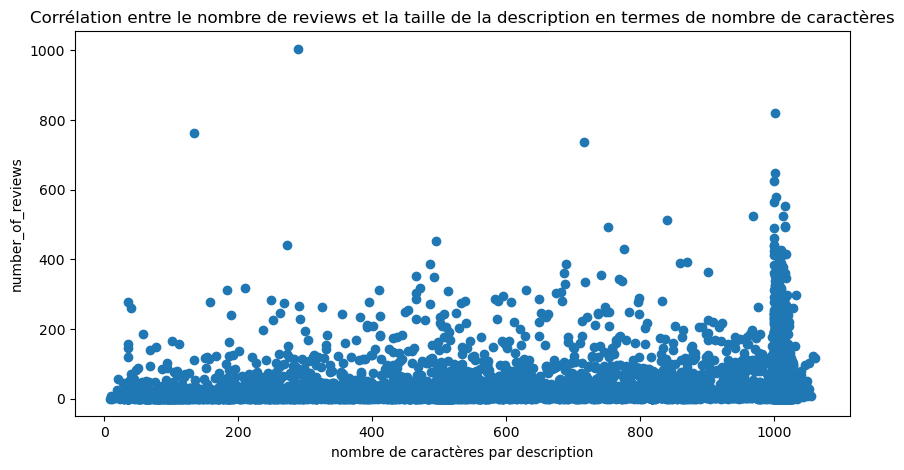 Corrélation entre le nombre de reviews et la taille de la description en termes de nombre de caractères
number_of_reviews
1000
800
600
400
200
0
0 200 400 600 800 1000
nombre de caractères par description